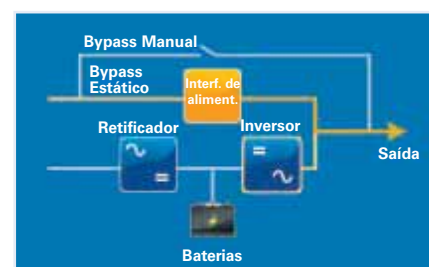 Bypass Manual
Bypass
Estático
Interf. de
aliment.
Retificador
Inversor
Saída
Baterias